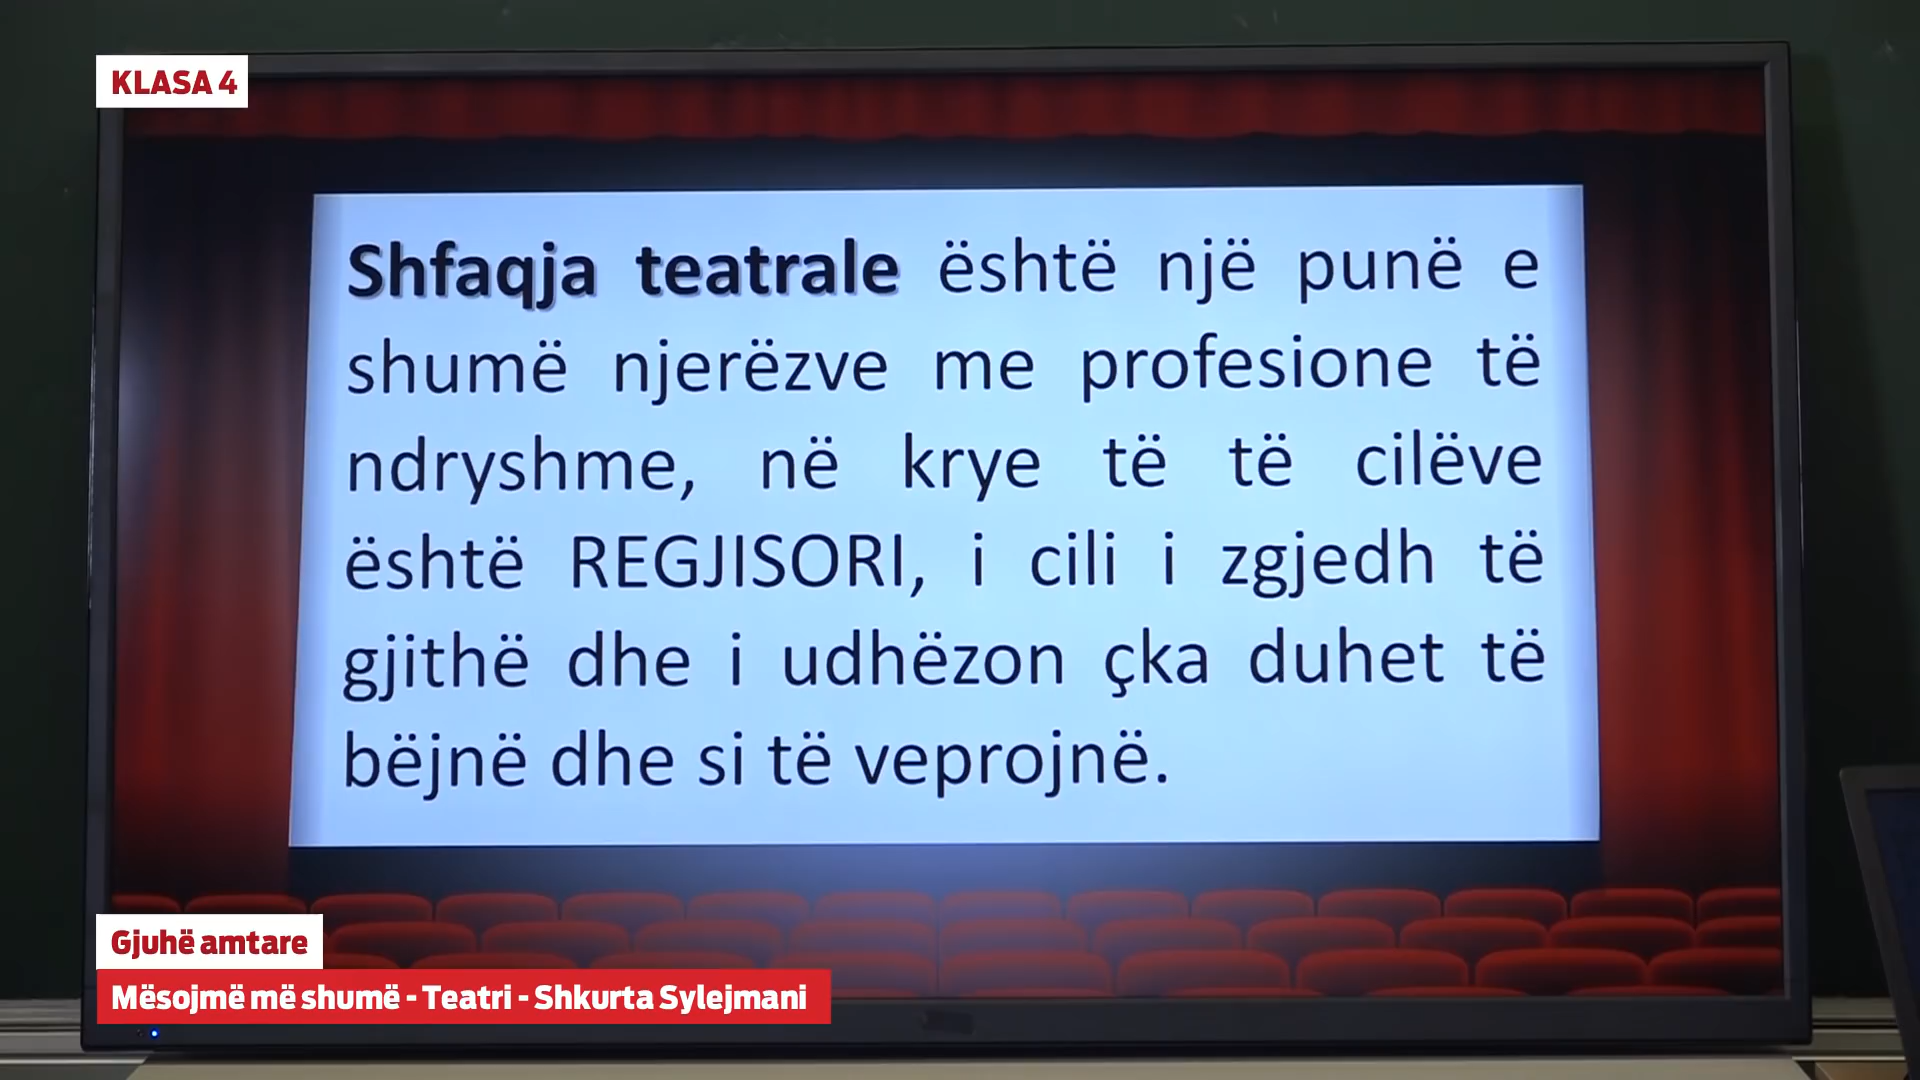 KLASA 4
Shfaqja teatrale është një punë e
shumë njerëzve me profesione të
ndryshme, në krye të të cilëve
është REGJISORI, i cili i zgjedh të
gjithë dhe i udhëzon çka duhet të
bëjnë dhe si të veprojnë.
Gjuhë amtare
Mësojmë më shumë - Teatri - Shkurta Sylejmani